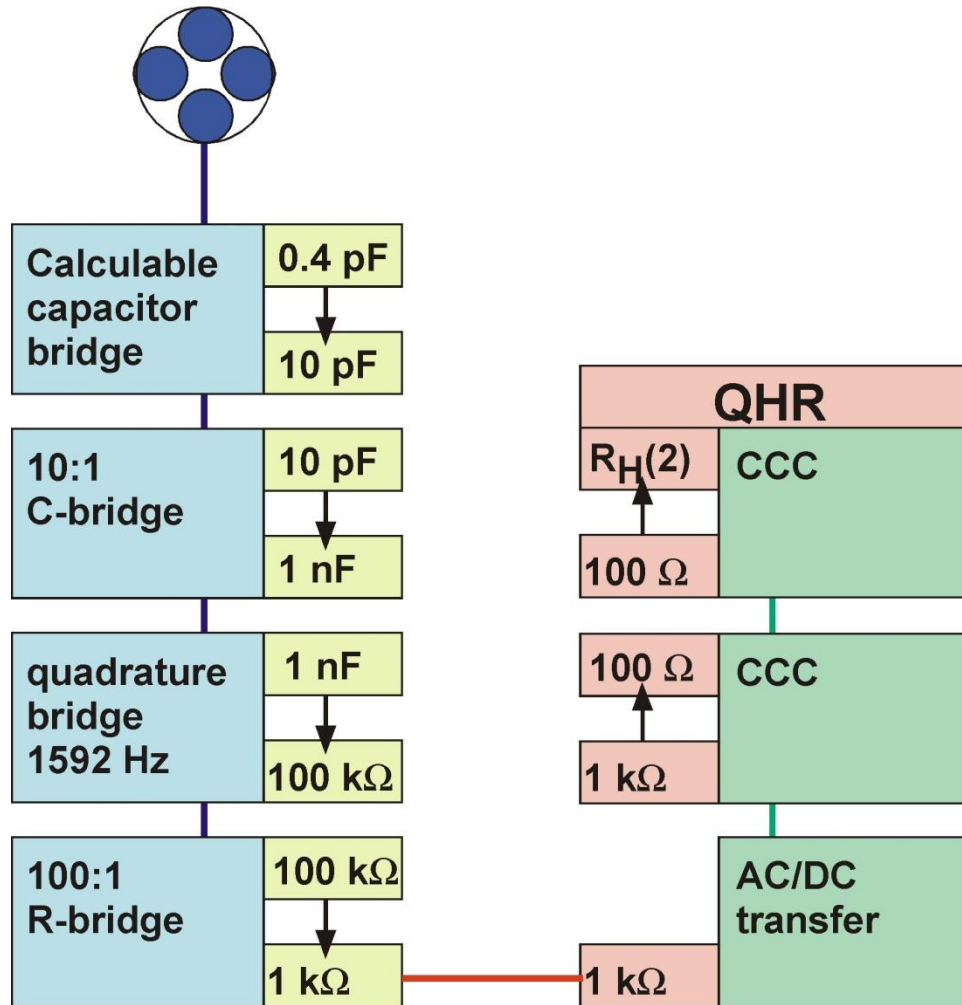 Calculable
capacitor
bridge
0.4 pF
10 pF
10:1
C-bridge
10 pF
1 nF
quadrature
bridge
1592 Hz
1 nF
100 kΩ
100:1
R-bridge
100 kΩ
1 kΩ
QHR
R_H(2)
CCC
100 Ω
100 Ω
CCC
1 kΩ
AC/DC
transfer
1 kΩ